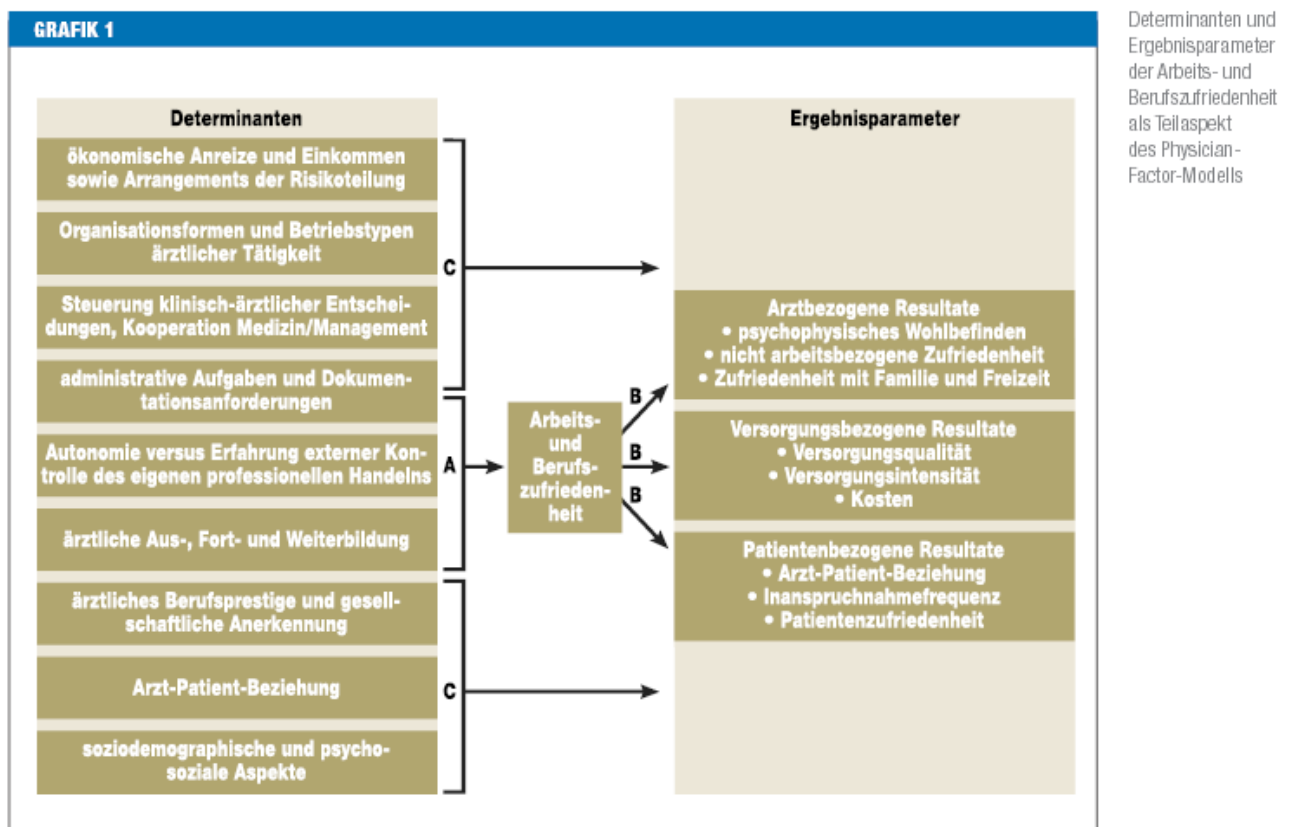 GRAFIK 1
Determinanten und
Ergebnisparameter
der Arbeits- und
Berufszufriedenheit
als Teilaspekt
des Physician-
Factor-Modells
Determinanten
ökonomische Anreize und Einkommen
sowie Arrangements der Risikoteilung
Organisationsformen und Betriebstypen
ärztlicher Tätigkeit
Steuerung klinisch-ärztlicher Entschei-
dungen, Kooperation Medizin/Management
administrative Aufgaben und Dokumen-
tationsanforderungen
Autonomie versus Erfahrung externer Kon-
trolle des eigenen professionellen Handelns
ärztliche Aus-, Fort- und Weiterbildung
ärztliches Berufsprestige und gesell-
schaftliche Anerkennung
Arzt-Patient-Beziehung
soziodemographische und psycho-
soziale Aspekte
C
A
C
Arbeits-
und
Berufs-
zufrieden-
heit
B
B
B
Ergebnisparameter
Arztbezogene Resultate
• psychophysisches Wohlbefinden
• nicht arbeitsbezogene Zufriedenheit
• Zufriedenheit mit Familie und Freizeit
Versorgungsbezogene Resultate
• Versorgungsqualität
• Versorgungsintensität
• Kosten
Patientenbezogene Resultate
• Arzt-Patient-Beziehung
• Inanspruchnahmefrequenz
• Patientenzufriedenheit